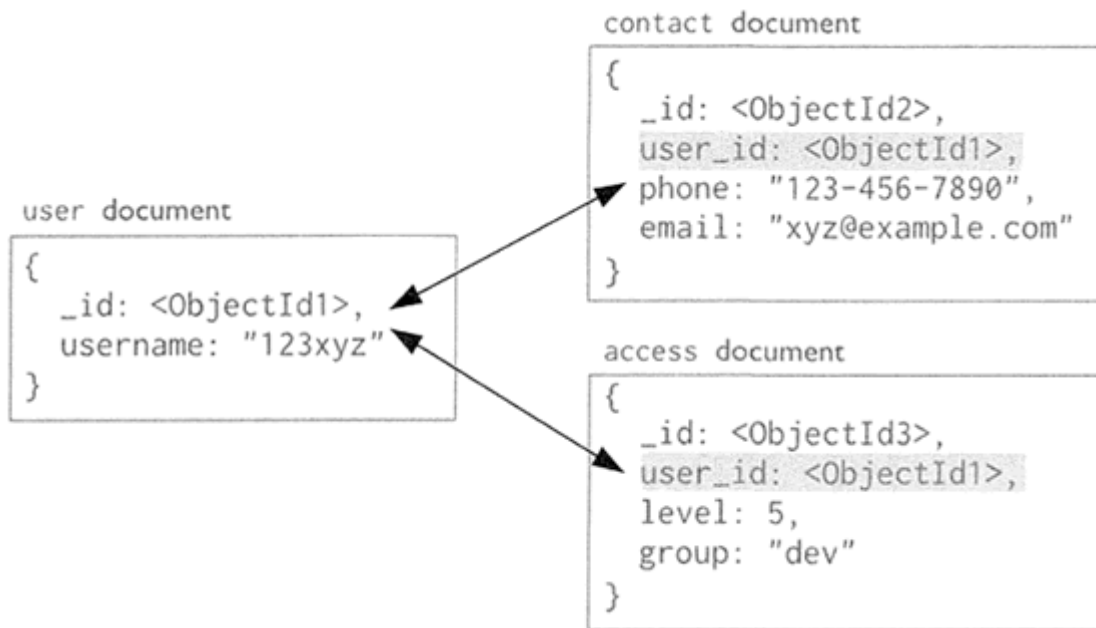 contact document
{
_id: <ObjectId2>,
user_id: <ObjectId1>,
phone: "123-456-7890",
email: "xyz@example.com"
}
user document
{
_id: <ObjectId1>,
username: "123xyz"
}
access document
{
_id: <ObjectId3>,
user_id: <ObjectId1>,
level: 5,
group: "dev"
}